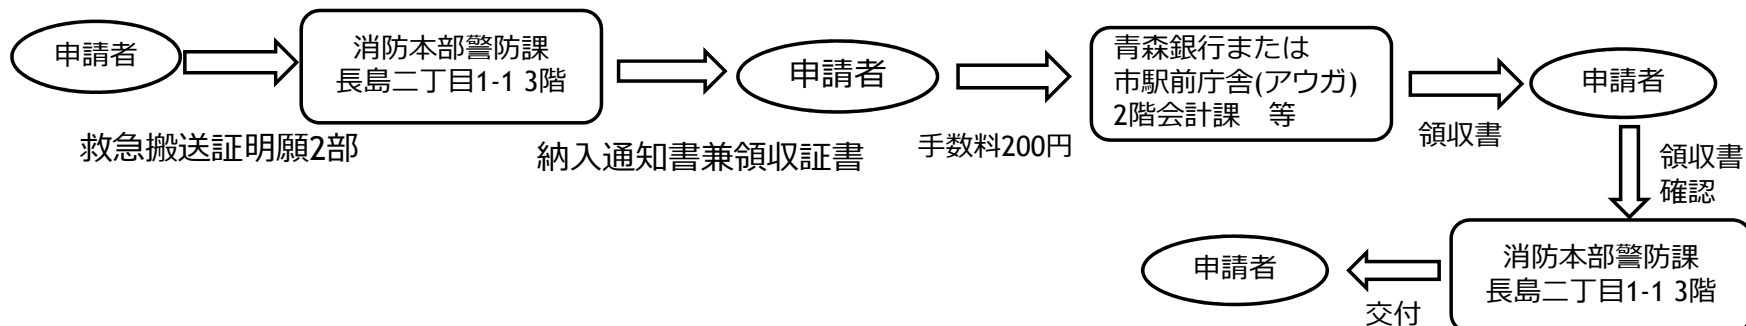 申請者
消防本部警防課
長島二丁目1-1 3階
救急搬送証明願2部
申請者
納入通知書兼領収証書
手数料200円
青森銀行または
市駅前庁舎(アウガ)
2階会計課　等
領収書
申請者
領収書
確認
消防本部警防課
長島二丁目1-1 3階
交付
申請者